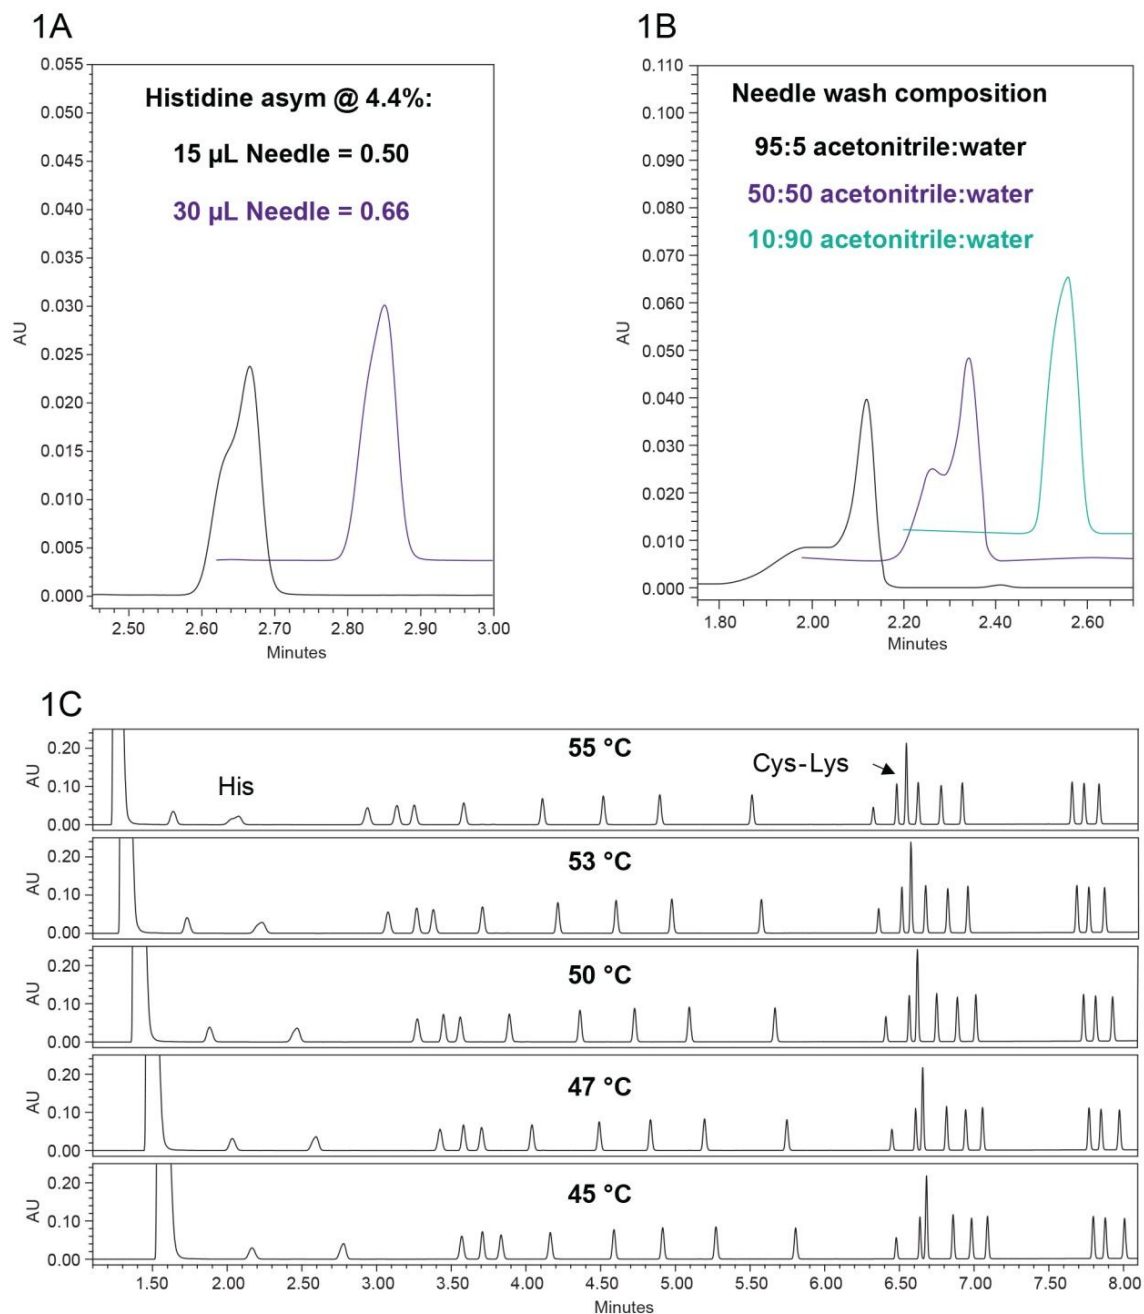 1A
0.055
0.050
0.045
0.040
0.035
0.030
0.025
0.020
0.015
0.010
0.005
0.000
AU
Histidine asym @ 4.4%:
15 µL Needle = 0.50
30 µL Needle = 0.66
2.50 2.60 2.70 2.80 2.90 3.00
Minutes
1B
0.110
0.100
0.090
0.080
0.070
0.060
0.050
0.040
0.030
0.020
0.010
0.000
AU
Needle wash composition
95:5 acetonitrile:water
50:50 acetonitrile:water
10:90 acetonitrile:water
1.80 2.00 2.20 2.40 2.60
Minutes
1C
AU
0.20
0.10
0.00
55 °C
His
Cys-Lys
AU
0.20
0.10
0.00
53 °C
AU
0.20
0.10
0.00
50 °C
AU
0.20
0.10
0.00
47 °C
AU
0.20
0.10
0.00
45 °C
1.50 2.00 2.50 3.00 3.50 4.00 4.50 5.00 5.50 6.00 6.50 7.00 7.50 8.00
Minutes